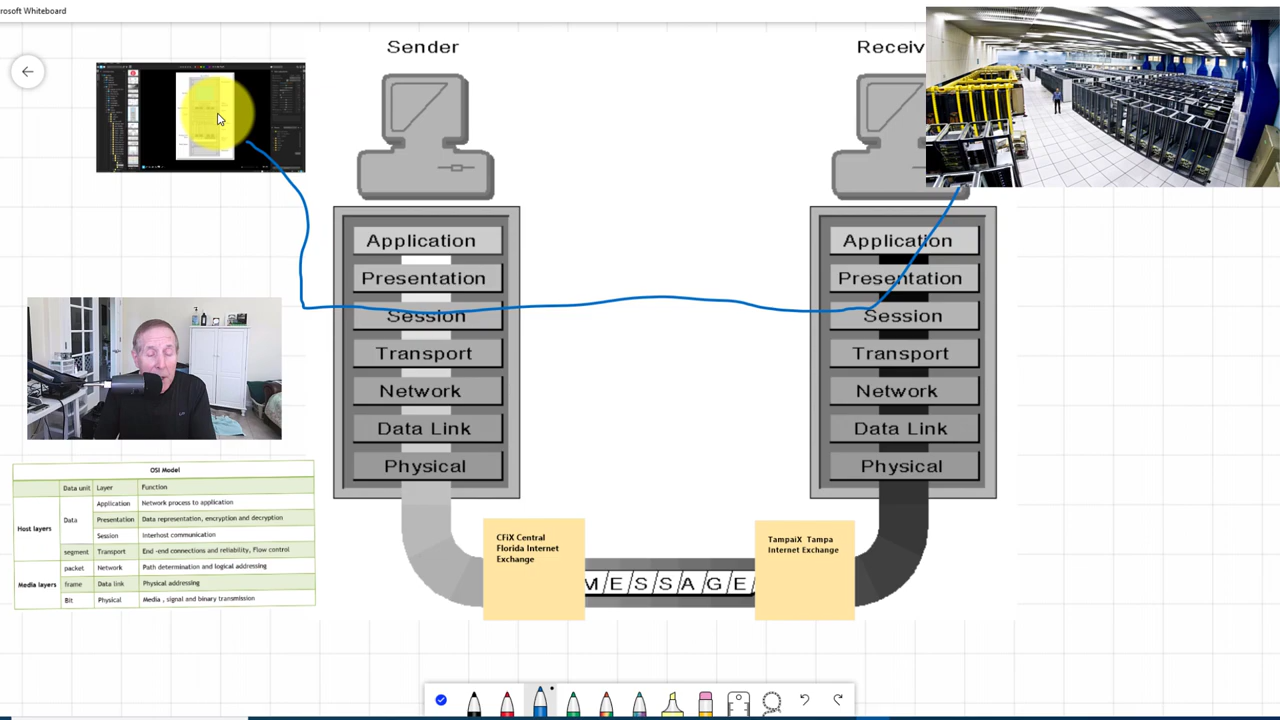 rosoft Whiteboard
Sender
Receiv
Application
Presentation
Session
Transport
Network
Data Link
Physical
Application
Presentation
Session
Transport
Network
Data Link
Physical
CFiX Central
Florida Internet
Exchange
MESSAGE
TampaiX Tampa
Internet Exchange
OSI Model
Data unit Layer Function
Host layers
Data
Application Network process to application
Presentation Data representation, encryption and decryption
Session Interhost communication
segment Transport End -end connections and reliability, Flow control
Media layers
packet Network Path determination and logical addressing
frame Data link Physical addressing
Bit Physical Media , signal and binary transmission